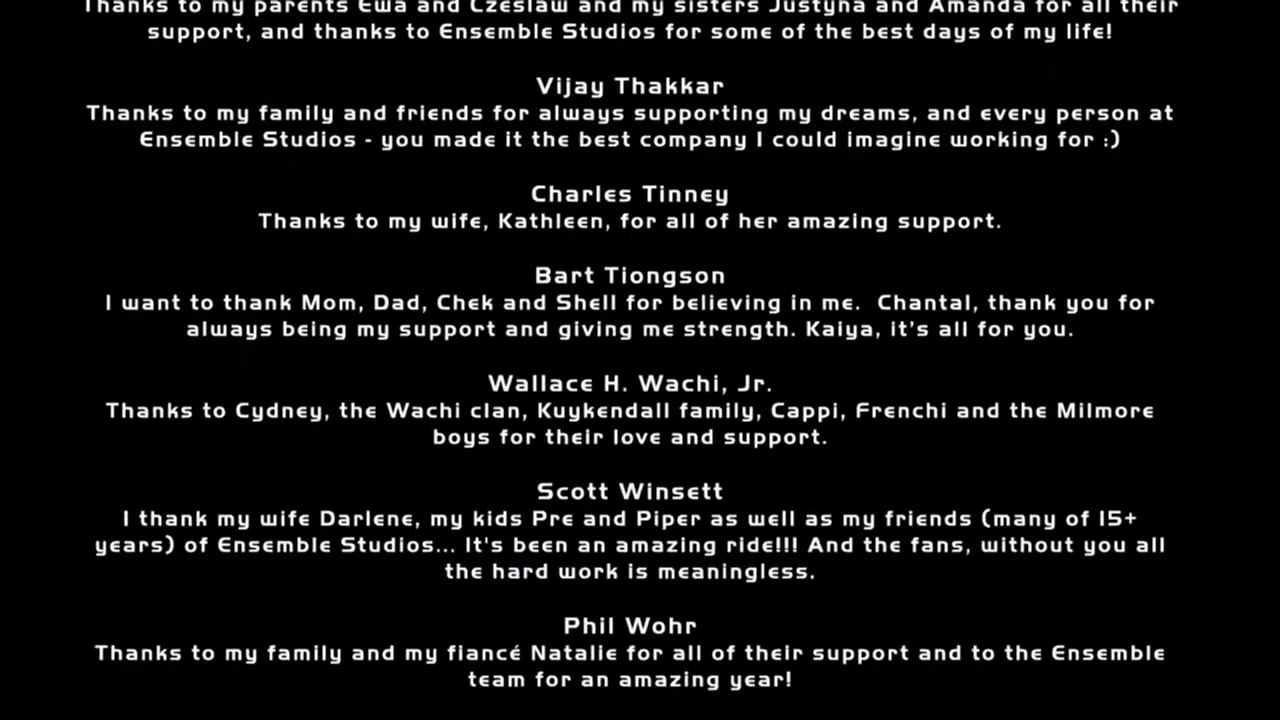 Thanks to my parents Ewa and Czeslaw and my sisters Justyna and Amanda for all their
support, and thanks to Ensemble Studios for some of the best days of my life!
Vijay Thakkar
Thanks to my family and friends for always supporting my dreams, and every person at
Ensemble Studios - you made it the best company I could imagine working for :)
Charles Tinney
Thanks to my wife, Kathleen, for all of her amazing support.
Bart Tiongson
I want to thank Mom, Dad, Chek and Shell for believing in me.  Chantal, thank you for
always being my support and giving me strength. Kaiya, it's all for you.
Wallace H. Wachi, Jr.
Thanks to Cydney, the Wachi clan, Kuykendall family, Cappi, Frenchi and the Milmore
boys for their love and support.
Scott Winsett
I thank my wife Darlene, my kids Pre and Piper as well as my friends (many of 15+
years) of Ensemble Studios... It's been an amazing ride!!! And the fans, without you all
the hard work is meaningless.
Phil Wohr
Thanks to my family and my fiancé Natalie for all of their support and to the Ensemble
team for an amazing year!